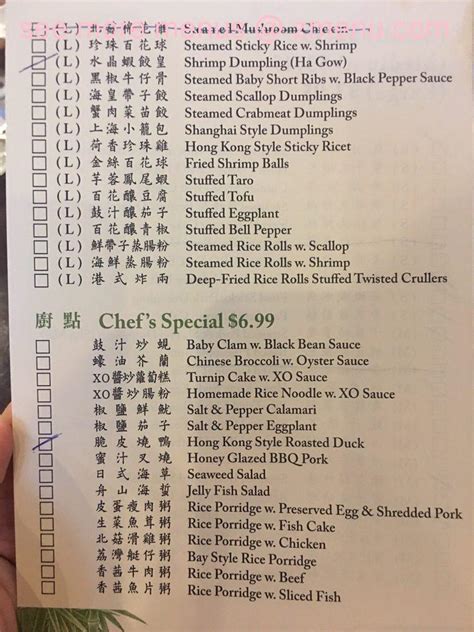 Steamed Mushroom Chicken
(L) 珍珠百花球 Steamed Sticky Rice w. Shrimp
(L) 水晶蝦餃皇 Shrimp Dumpling (Ha Gow)
(L) 黑椒牛仔骨 Steamed Baby Short Ribs w. Black Pepper Sauce
(L) 海皇帶子餃 Steamed Scallop Dumplings
(L) 蟹肉菜苗餃 Steamed Crabmeat Dumplings
(L) 上海小籠包 Shanghai Style Dumplings
(L) 荷香珍珠雞 Hong Kong Style Sticky Ricet
(L) 金絲百花球 Fried Shrimp Balls
(L) 芋蓉鳳尾蝦 Stuffed Taro
(L) 百花釀豆腐 Stuffed Tofu
(L) 鼓汁釀茄子 Stuffed Eggplant
(L) 百花釀青椒 Stuffed Bell Pepper
(L) 鮮帶子蒸腸粉 Steamed Rice Rolls w. Scallop
(L) 海鮮蒸腸粉 Steamed Rice Rolls w. Shrimp
(L) 港式炸兩 Deep-Fried Rice Rolls Stuffed Twisted Crullers
廚點 Chef's Special $6.99
鼓汁炒蜆 Baby Clam w. Black Bean Sauce
蠔油芥蘭 Chinese Broccoli w. Oyster Sauce
XO醬炒蘿蔔糕 Turnip Cake w. XO Sauce
XO醬炒腸粉 Homemade Rice Noodle w. XO Sauce
椒鹽鮮魷 Salt & Pepper Calamari
椒鹽茄子 Salt & Pepper Eggplant
脆皮燒鴨 Hong Kong Style Roasted Duck
蜜汁叉燒 Honey Glazed BBQ Pork
日式海草 Seaweed Salad
舟山海蜇 Jelly Fish Salad
皮蛋瘦肉粥 Rice Porridge w. Preserved Egg & Shredded Pork
生菜魚茸粥 Rice Porridge w. Fish Cake
北菇滑雞粥 Rice Porridge w. Chicken
荔灣艇仔粥 Bay Style Rice Porridge
香茜牛肉粥 Rice Porridge w. Beef
香茜魚片粥 Rice Porridge w. Sliced Fish